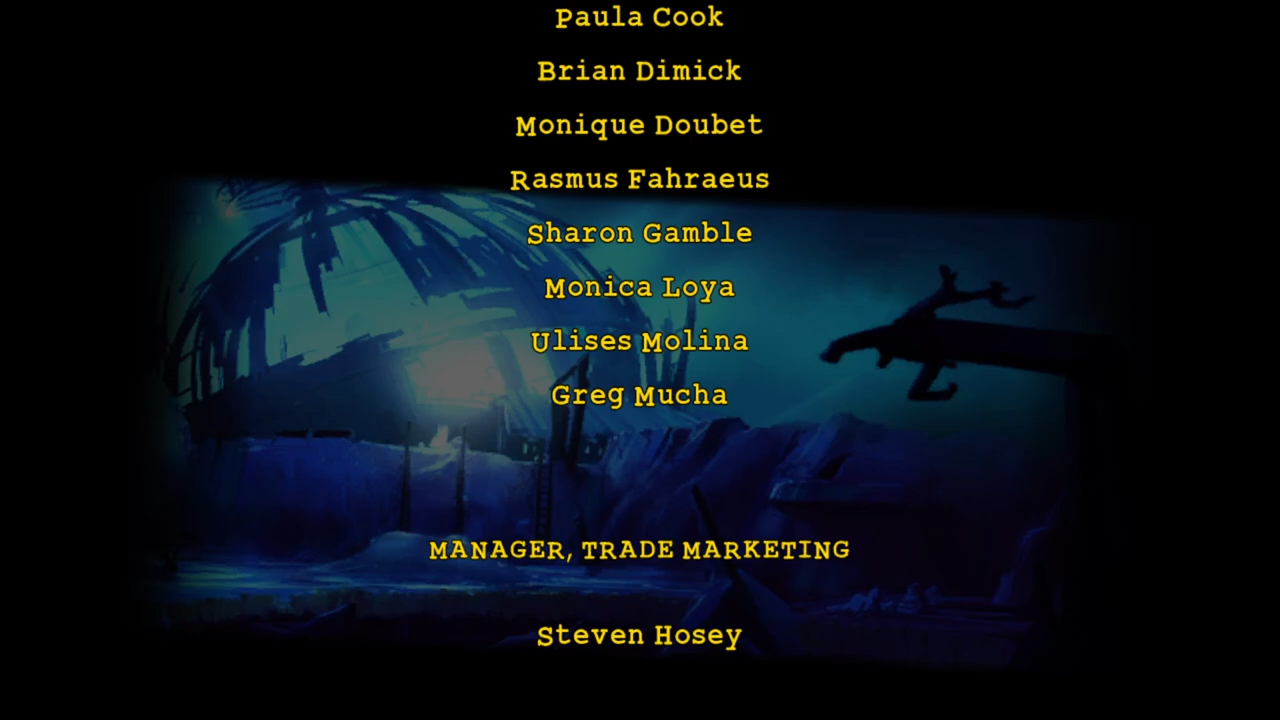 Paula Cook
Brian Dimick
Monique Doubet
Rasmus Fahraeus
Sharon Gamble
Monica Loya
Ulises Molina
Greg Mucha
MANAGER, TRADE MARKETING
Steven Hosey